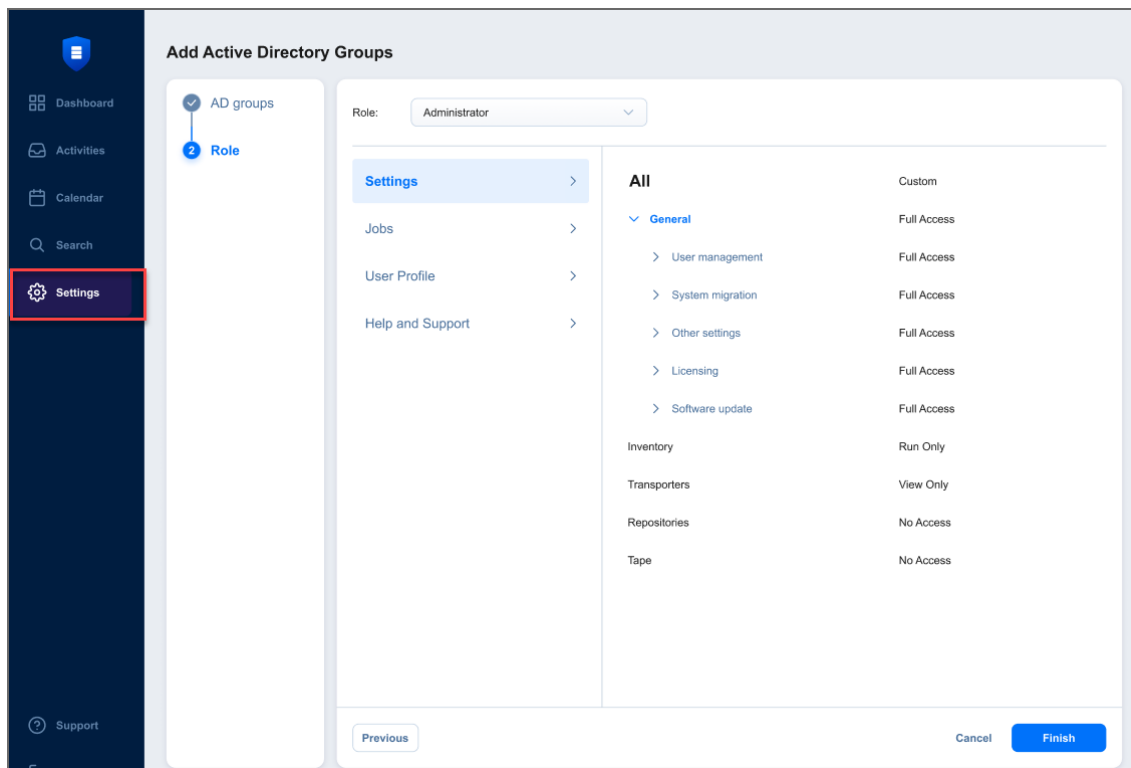 Add Active Directory Groups
Dashboard
Activities
Calendar
Search
Settings
Support
AD groups
2 Role
Role: Administrator
Settings
Jobs
User Profile
Help and Support
All Custom
General Full Access
User management Full Access
System migration Full Access
Other settings Full Access
Licensing Full Access
Software update Full Access
Inventory Run Only
Transporters View Only
Repositories No Access
Tape No Access
Previous
Cancel
Finish